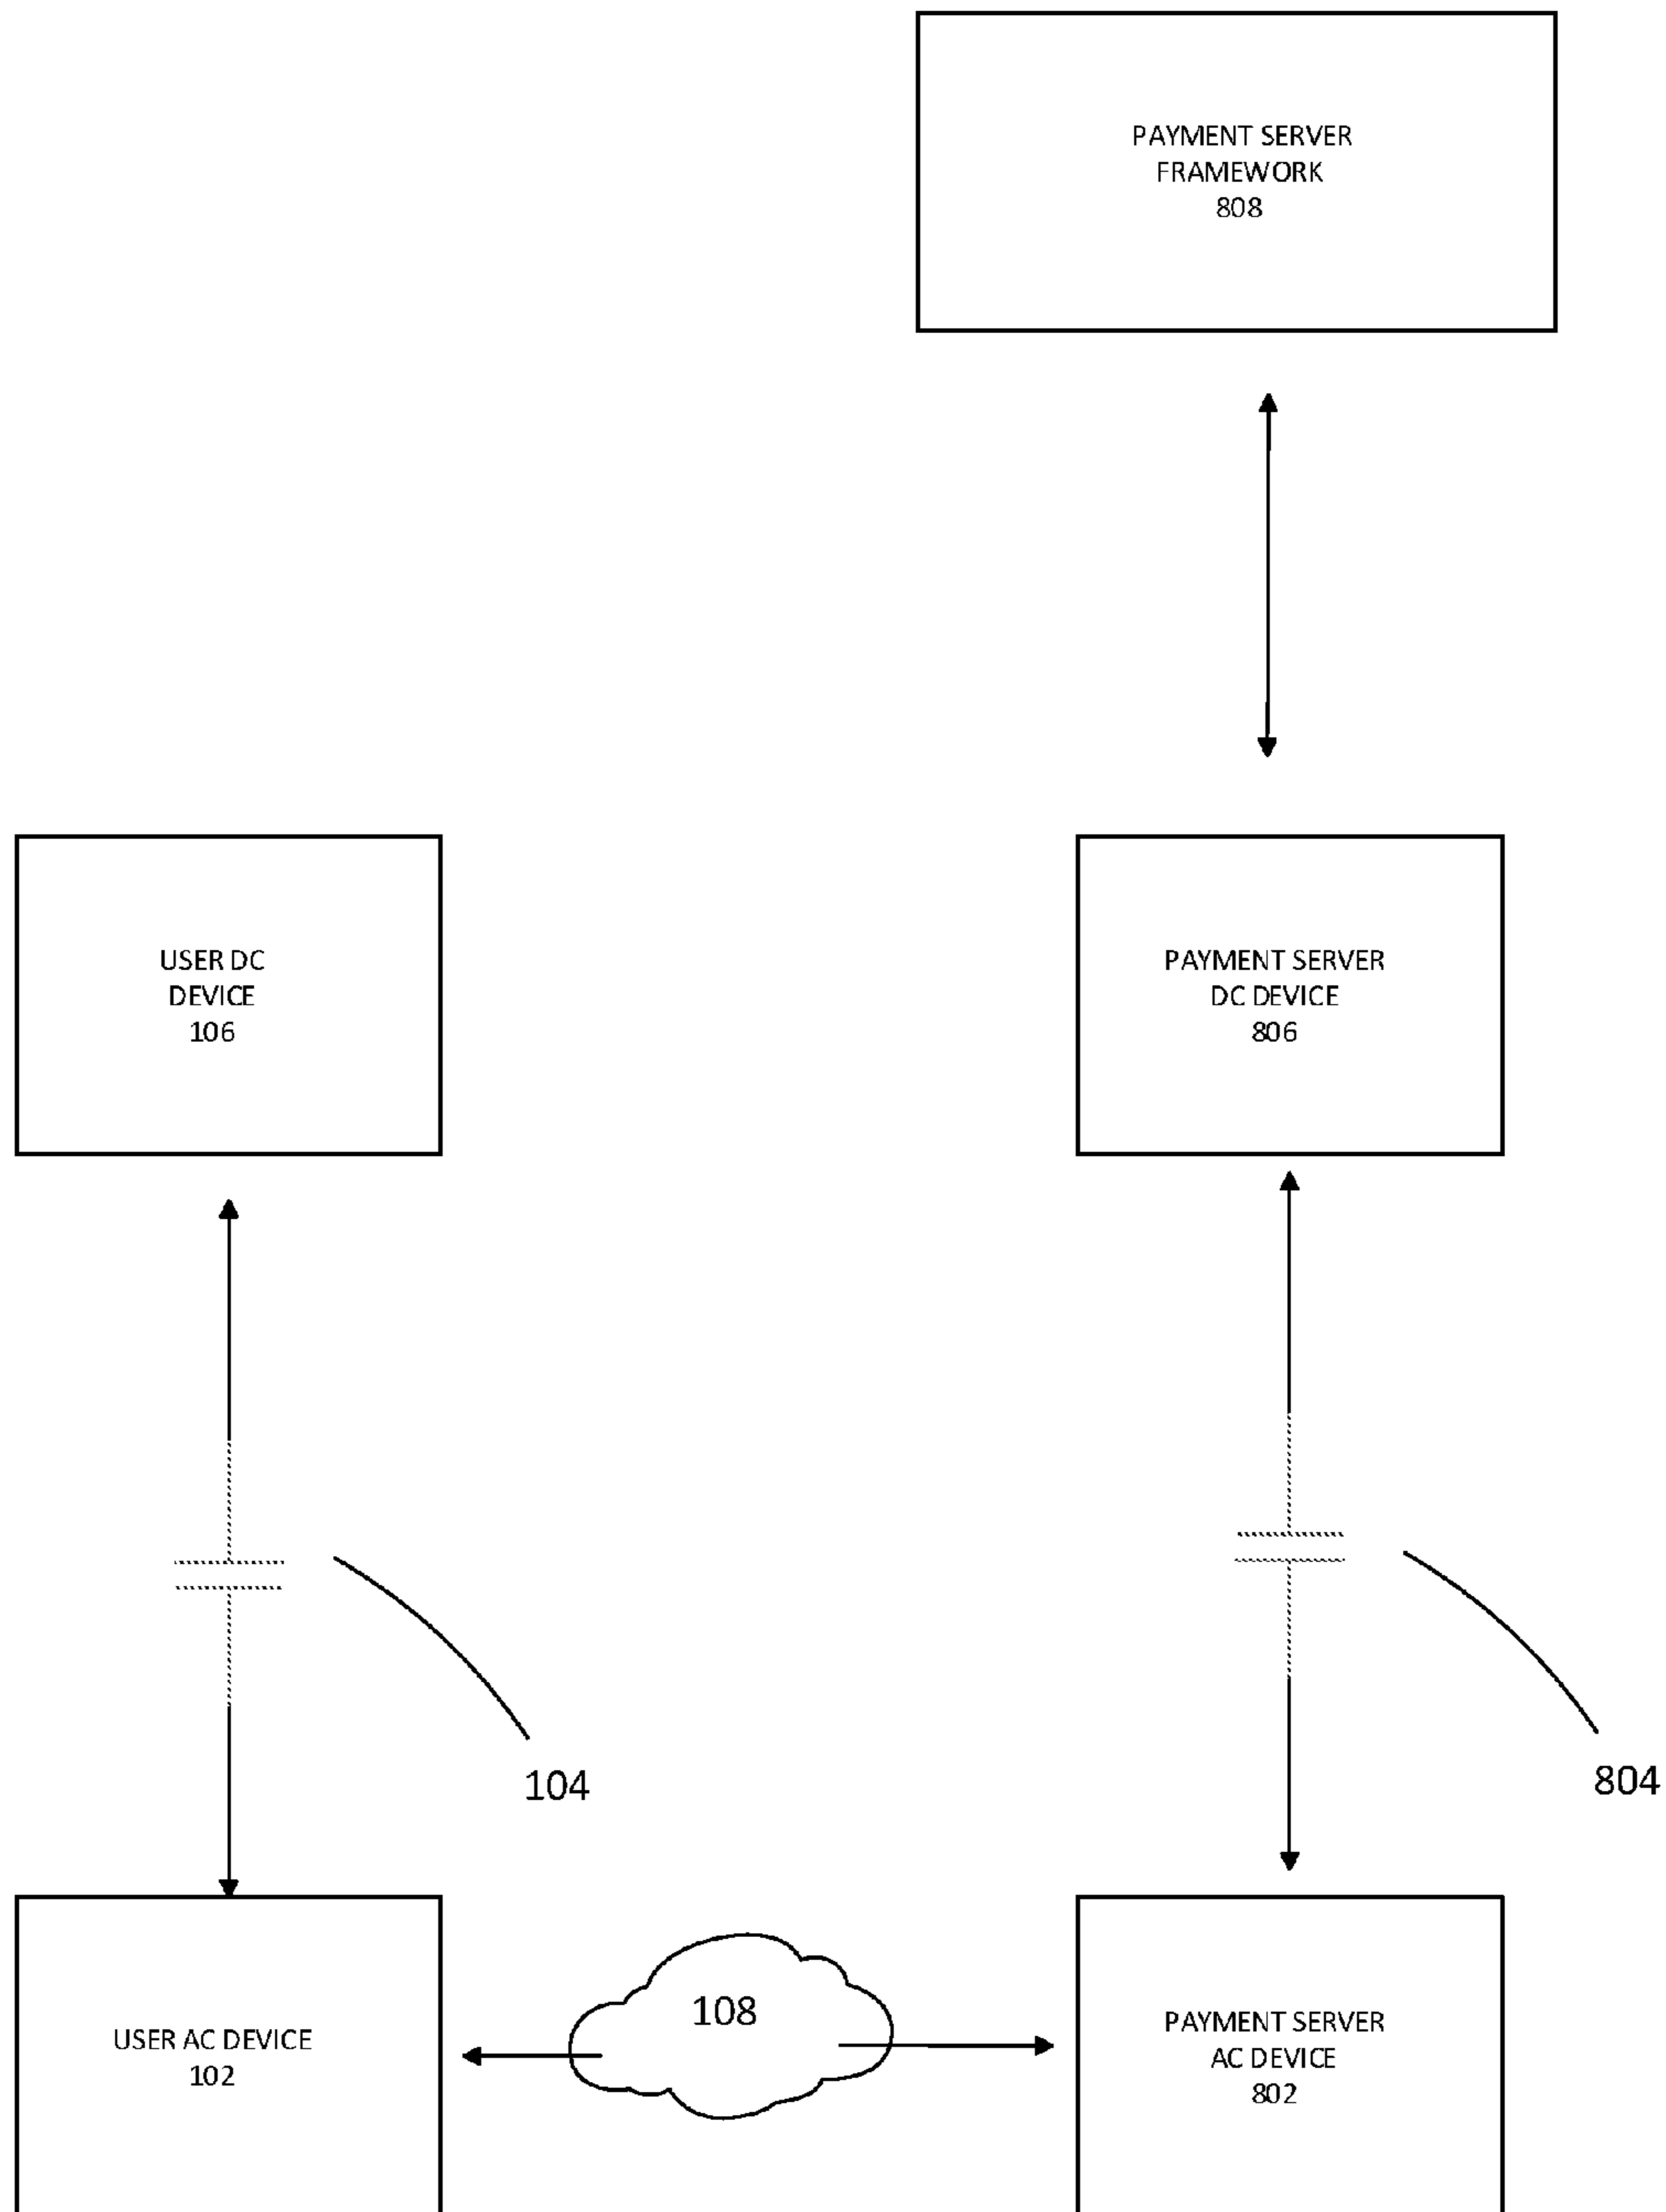 PAYMENT SERVER
FRAMEWORK
808
USER DC
DEVICE
106
PAYMENT SERVER
DC DEVICE
806
104
804
USER AC DEVICE
102
108
PAYMENT SERVER
AC DEVICE
802